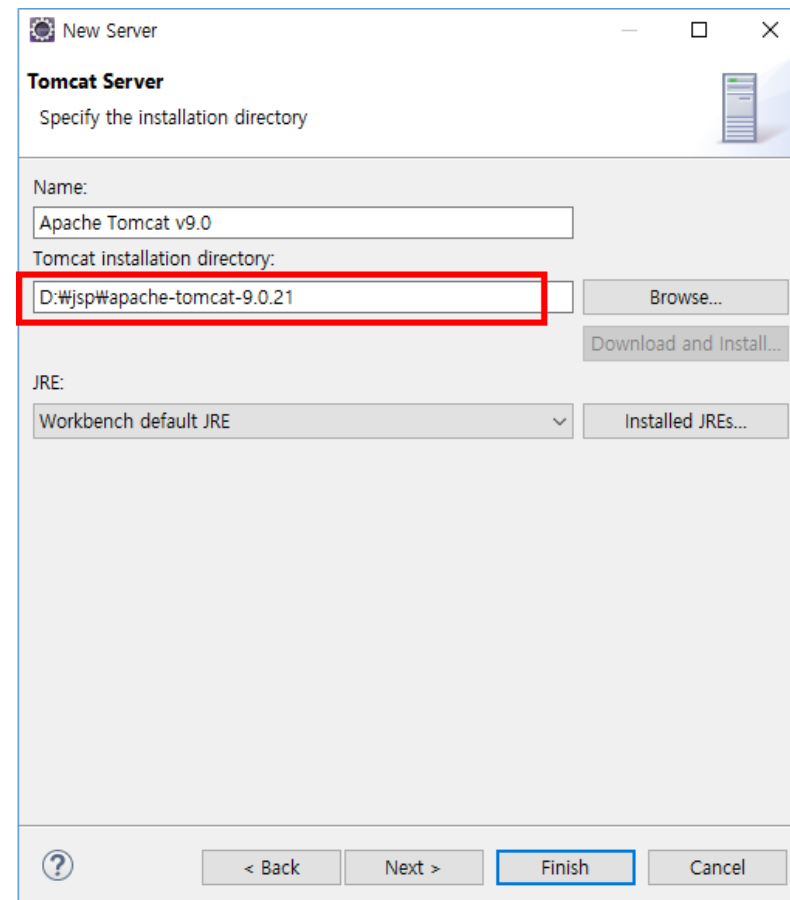 New Server
Tomcat Server
Specify the installation directory
Name:
Apache Tomcat v9.0
Tomcat installation directory:
D:₩jsp₩apache-tomcat-9.0.21
Browse...
Download and Install...
JRE:
Workbench default JRE
Installed JREs...
?
< Back
Next >
Finish
Cancel